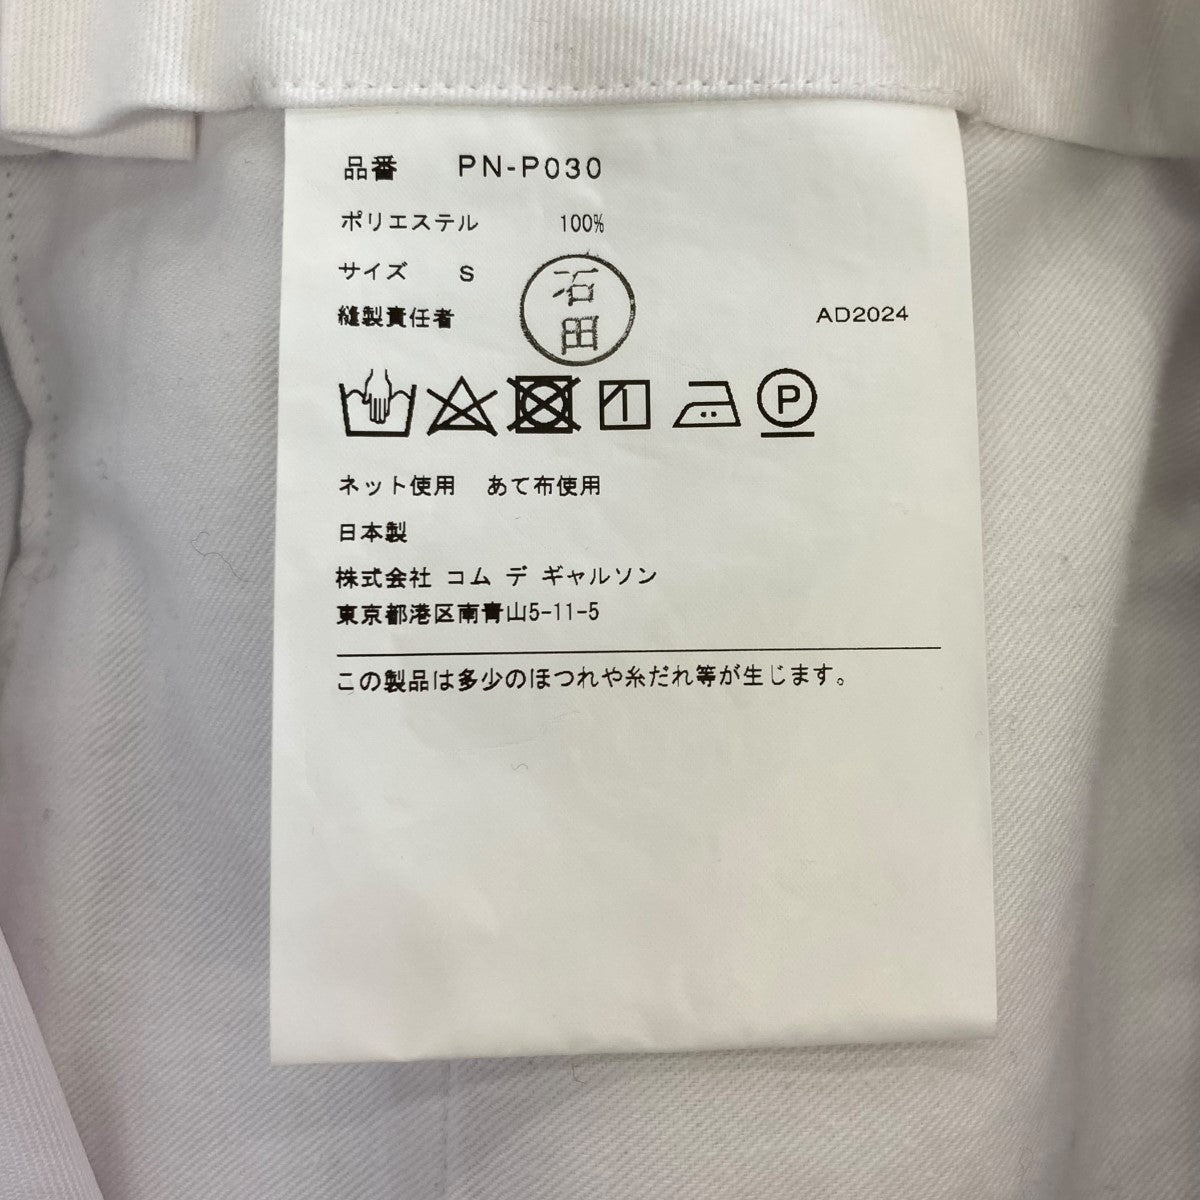 品番 PN-P030
ポリエステル 100%
サイズ S
石田
縫製責任者 AD2024
P
ネット使用 あて布使用
日本製
株式会社 コム デ ギャルソン
東京都港区南青山5-11-5
この製品は多少のほつれや糸だれ等が生じます。